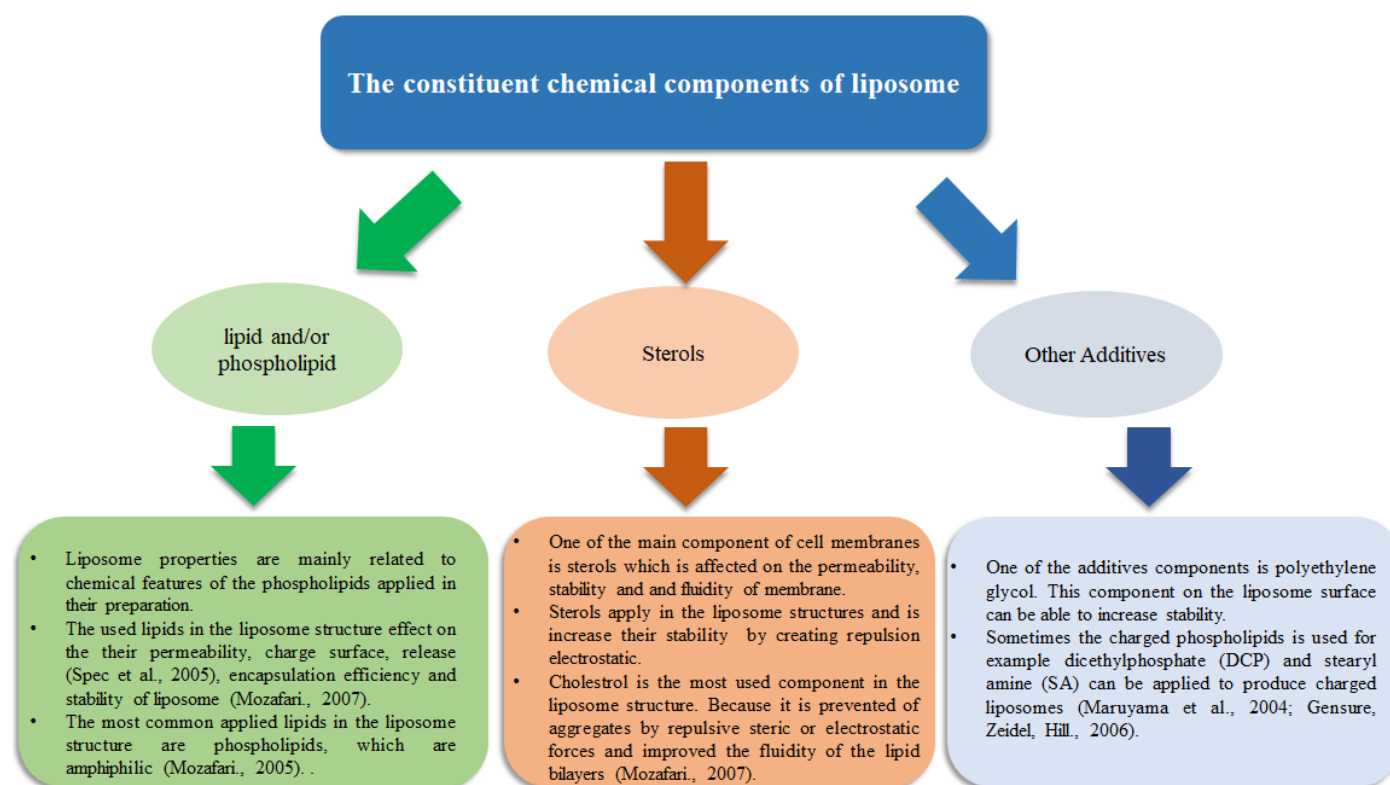 The constituent chemical components of liposome
lipid and/or
phospholipid
Sterols
Other Additives
• Liposome properties are mainly related to
chemical features of the phospholipids applied in
their preparation.
• The used lipids in the liposome structure effect on
the their permeability, charge surface, release
(Spec et al., 2005), encapsulation efficiency and
stability of liposome (Mozafari., 2007).
• The most common applied lipids in the liposome
structure are phospholipids, which are
amphiphilic (Mozafari., 2005). .
• One of the main component of cell membranes
is sterols which is affected on the permeability,
stability and and fluidity of membrane.
• Sterols apply in the liposome structures and is
increase their stability by creating repulsion
electrostatic.
• Cholestrol is the most used component in the
liposome structure. Because it is prevented of
aggregates by repulsive steric or electrostatic
forces and improved the fluidity of the lipid
bilayers (Mozafari., 2007).
• One of the additives components is polyethylene
glycol. This component on the liposome surface
can be able to increase stability.
• Sometimes the charged phospholipids is used for
example dicethylphosphate (DCP) and stearyl
amine (SA) can be applied to produce charged
liposomes (Maruyama et al., 2004; Gensure,
Zeidel, Hill., 2006).